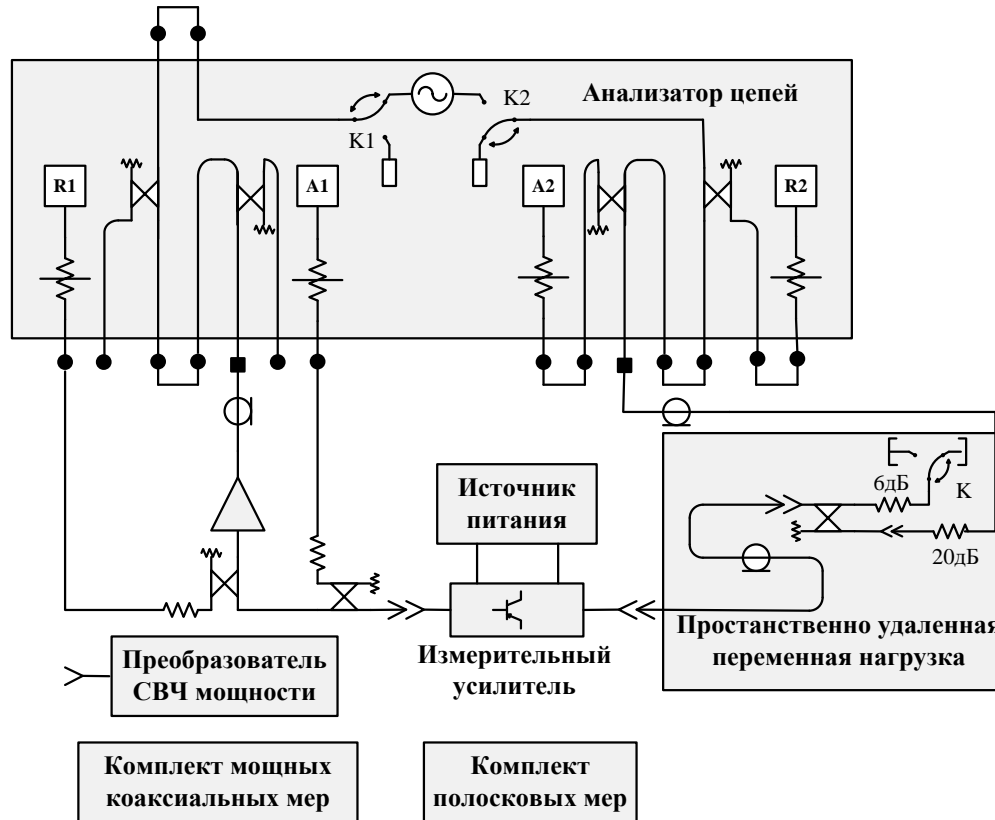 Анализатор цепей
K2
K1
R1
A1
A2
R2
6дБ
K
20дБ
Источник
питания
Простанственно удаленная
переменная нагрузка
Измерительный
усилитель
Преобразователь
СВЧ мощности
Комплект мощных
коаксиальных мер
Комплект
полосковых мер